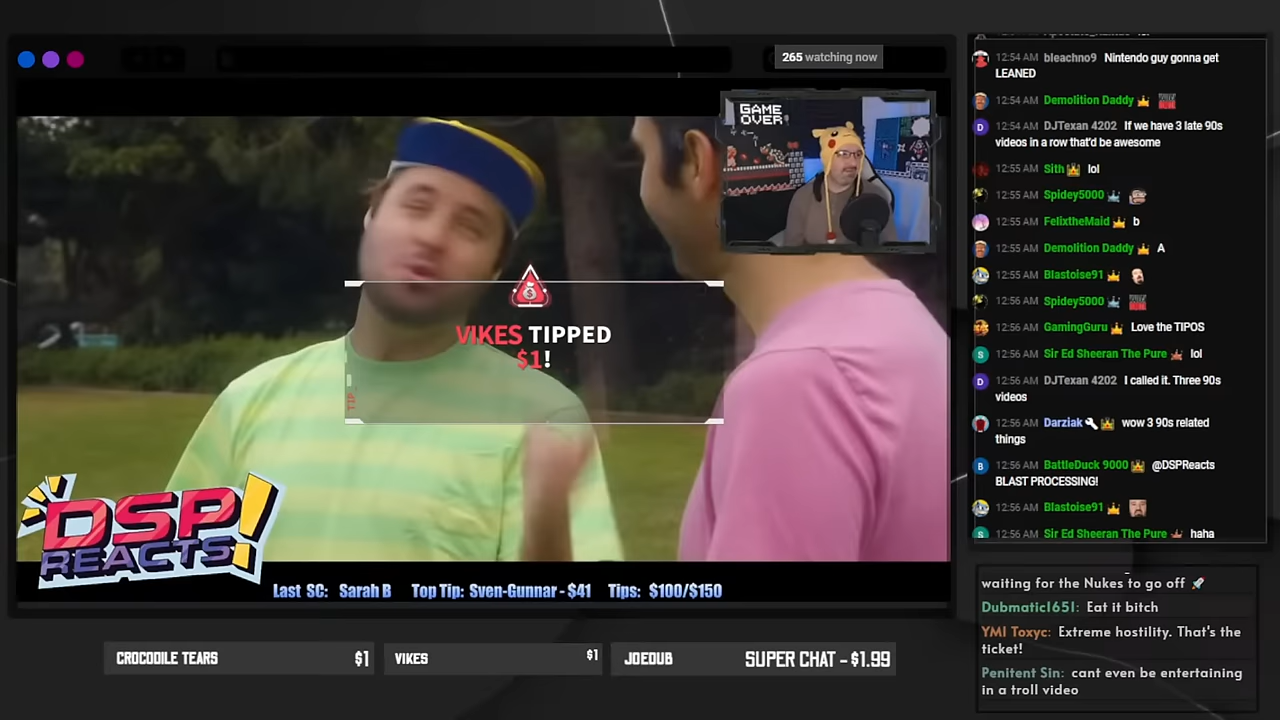 265 watching now
GAME
OVER
VIKES TIPPED
$1!
TIP
DSP
REACTS!
Last SC: Sarah B Top Tip: Sven-Gunnar - $41 Tips: $100/$150
CROCODILE TEARS $1
VIKES $1
JOEDUB SUPER CHAT - $1.99
12:54 AM bleachno9 Nintendo guy gonna get
LEANED
12:54 AM Demolition Daddy
D 12:54 AM DJTexan 4202 If we have 3 late 90s
videos in a row that'd be awesome
12:55 AM Sith lol
12:55 AM Spidey5000
12:55 AM FelixtheMaid b
12:55 AM Demolition Daddy A
12:55 AM Blastoise91
12:56 AM Spidey5000
12:56 AM GamingGuru Love the TIPOS
S 12:56 AM Sir Ed Sheeran The Pure lol
D 12:56 AM DJTexan 4202 I called it. Three 90s
videos
12:56 AM Darziak wow 3 90s related
things
B 12:56 AM BattleDuck 9000 @DSPReacts
BLAST PROCESSING!
12:56 AM Blastoise91
S 12:56 AM Sir Ed Sheeran The Pure haha
waiting for the Nukes to go off
Dubmatic1651: Eat it bitch
YMI Toxyc: Extreme hostility. That's the
ticket!
Penitent Sin: cant even be entertaining
in a troll video